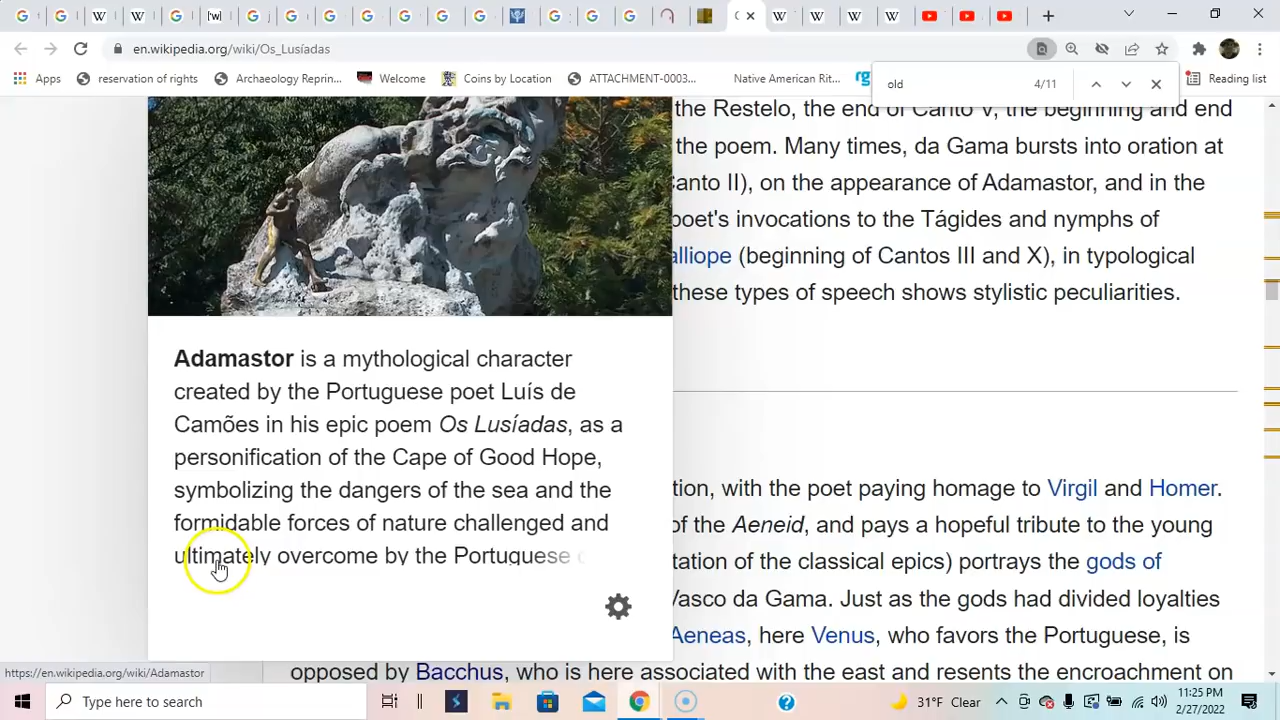 en.wikipedia.org/wiki/Os_Lusíadas
Apps
reservation of rights
Archaeology Reprin...
Welcome
Coins by Location
ATTACHMENT-0003...
Native American Rit...
Reading list
old
4/11
the Restelo, the end of Canto V, the beginning and end
the poem. Many times, da Gama bursts into oration at
Canto II), on the appearance of Adamastor, and in the
poet's invocations to the Tágides and nymphs of
alliope (beginning of Cantos III and X), in typological
these types of speech shows stylistic peculiarities.
Adamastor is a mythological character
created by the Portuguese poet Luís de
Camões in his epic poem Os Lusíadas, as a
personification of the Cape of Good Hope,
symbolizing the dangers of the sea and the
formidable forces of nature challenged and
ultimately overcome by the Portuguese
tion, with the poet paying homage to Virgil and Homer.
of the Aeneid, and pays a hopeful tribute to the young
tation of the classical epics) portrays the gods of
Vasco da Gama. Just as the gods had divided loyalties
Aeneas, here Venus, who favors the Portuguese, is
opposed by Bacchus, who is here associated with the east and resents the encroachment on
https://en.wikipedia.org/wiki/Adamastor
Type here to search
31°F Clear
11:25 PM
2/27/2022